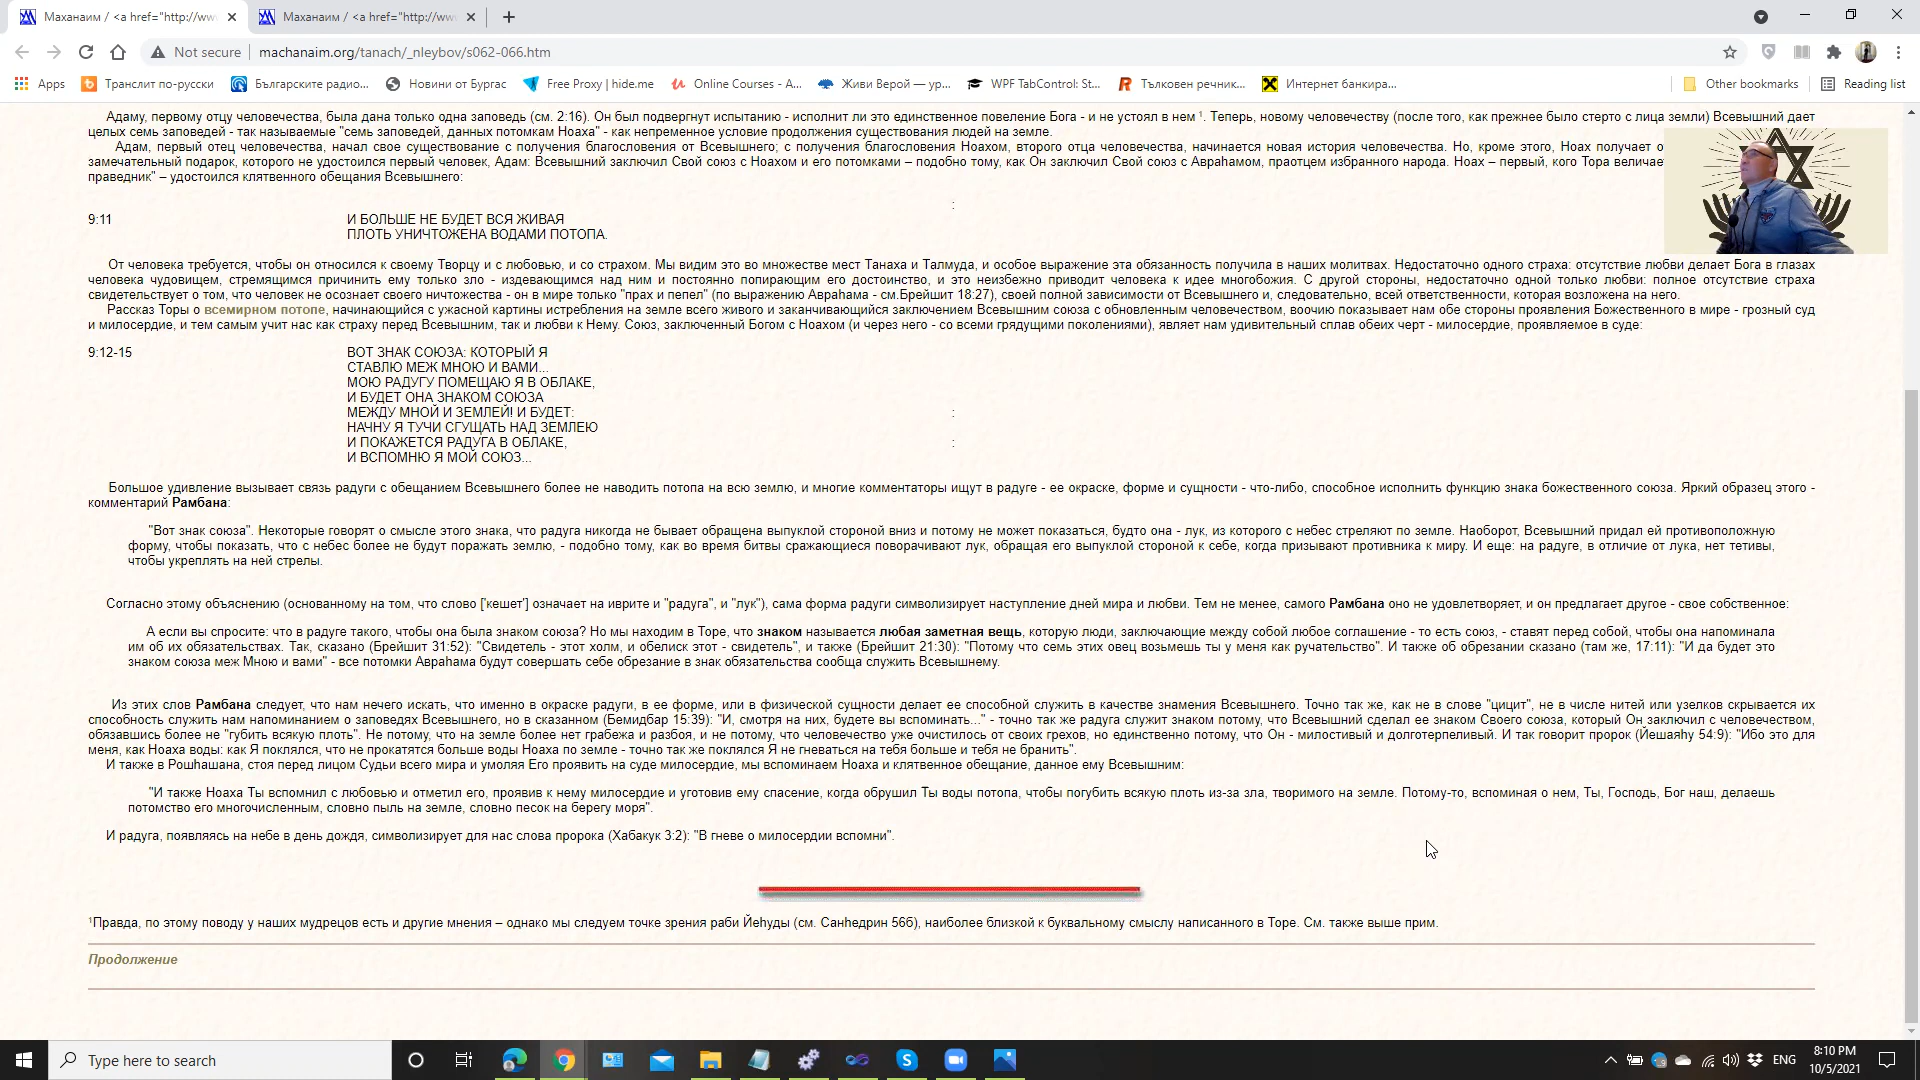 Маханаим / <a href="http://ww
Маханаим / <a href="http://ww
Not secure
machanaim.org/tanach/_nleybov/s062-066.htm
Apps
Транслит по-русски
Българските радио...
Новини от Бургас
Free Proxy | hide.me
Online Courses - A...
Живи Верой — ур...
WPF TabControl: St...
Тълковен речник...
Интернет банкира...
Other bookmarks
Reading list
Адаму, первому отцу человечества, была дана только одна заповедь (см. 2:16). Он был подвергнут испытанию - исполнит ли это единственное повеление Бога - и не устоял в нем ¹. Теперь, новому человечеству (после того, как прежнее было стерто с лица земли) Всевышний дает
целых семь заповедей - так называемые "семь заповедей, данных потомкам Ноаха" - как непременное условие продолжения существования людей на земле.
Адам, первый отец человечества, начал свое существование с получения благословения от Всевышнего; с получения благословения Ноахом, второго отца человечества, начинается новая история человечества. Но, кроме этого, Ноах получает о
замечательный подарок, которого не удостоился первый человек, Адам: Всевышний заключил Свой союз с Ноахом и его потомками – подобно тому, как Он заключил Свой союз с Авраhамом, праотцем избранного народа. Ноах – первый, кого Тора величает
праведник" – удостоился клятвенного обещания Всевышнего:
:
9:11
И БОЛЬШЕ НЕ БУДЕТ ВСЯ ЖИВАЯ
ПЛОТЬ УНИЧТОЖЕНА ВОДАМИ ПОТОПА.
От человека требуется, чтобы он относился к своему Творцу и с любовью, и со страхом. Мы видим это во множестве мест Танаха и Талмуда, и особое выражение эта обязанность получила в наших молитвах. Недостаточно одного страха: отсутствие любви делает Бога в глазах
человека чудовищем, стремящимся причинить ему только зло - издевающимся над ним и постоянно попирающим его достоинство, и это неизбежно приводит человека к идее многобожия. С другой стороны, недостаточно одной только любви: полное отсутствие страха
свидетельствует о том, что человек не осознает своего ничтожества - он в мире только "прах и пепел" (по выражению Авраhама - см.Брейшит 18:27), своей полной зависимости от Всевышнего и, следовательно, всей ответственности, которая возложена на него.
Рассказ Торы о всемирном потопе, начинающийся с ужасной картины истребления на земле всего живого и заканчивающийся заключением Всевышним союза с обновленным человечеством, воочию показывает нам обе стороны проявления Божественного в мире - грозный суд
и милосердие, и тем самым учит нас как страху перед Всевышним, так и любви к Нему. Союз, заключенный Богом с Ноахом (и через него - со всеми грядущими поколениями), являет нам удивительный сплав обеих черт - милосердие, проявляемое в суде:
9:12-15
ВОТ ЗНАК СОЮЗА: КОТОРЫЙ Я
СТАВЛЮ МЕЖ МНОЮ И ВАМИ...
МОЮ РАДУГУ ПОМЕЩАЮ Я В ОБЛАКЕ,
И БУДЕТ ОНА ЗНАКОМ СОЮЗА
МЕЖДУ МНОЙ И ЗЕМЛЕЙ! И БУДЕТ:
:
НАЧНУ Я ТУЧИ СГУЩАТЬ НАД ЗЕМЛЕЮ
И ПОКАЖЕТСЯ РАДУГА В ОБЛАКЕ,
:
И ВСПОМНЮ Я МОЙ СОЮЗ...
Большое удивление вызывает связь радуги с обещанием Всевышнего более не наводить потопа на всю землю, и многие комментаторы ищут в радуге - ее окраске, форме и сущности - что-либо, способное исполнить функцию знака божественного союза. Яркий образец этого -
комментарий Рамбана:
"Вот знак союза". Некоторые говорят о смысле этого знака, что радуга никогда не бывает обращена выпуклой стороной вниз и потому не может показаться, будто она - лук, из которого с небес стреляют по земле. Наоборот, Всевышний придал ей противоположную
форму, чтобы показать, что с небес более не будут поражать землю, - подобно тому, как во время битвы сражающиеся поворачивают лук, обращая его выпуклой стороной к себе, когда призывают противника к миру. И еще: на радуге, в отличие от лука, нет тетивы,
чтобы укреплять на ней стрелы.
Согласно этому объяснению (основанному на том, что слово ['кешет'] означает на иврите и "радуга", и "лук"), сама форма радуги символизирует наступление дней мира и любви. Тем не менее, самого Рамбана оно не удовлетворяет, и он предлагает другое - свое собственное:
А если вы спросите: что в радуге такого, чтобы она была знаком союза? Но мы находим в Торе, что знаком называется любая заметная вещь, которую люди, заключающие между собой любое соглашение - то есть союз, - ставят перед собой, чтобы она напоминала
им об их обязательствах. Так, сказано (Брейшит 31:52): "Свидетель - этот холм, и обелиск этот - свидетель", и также (Брейшит 21:30): "Потому что семь этих овец возьмешь ты у меня как ручательство". И также об обрезании сказано (там же, 17:11): "И да будет это
знаком союза меж Мною и вами" - все потомки Авраhама будут совершать себе обрезание в знак обязательства сообща служить Всевышнему.
Из этих слов Рамбана следует, что нам нечего искать, что именно в окраске радуги, в ее форме, или в физической сущности делает ее способной служить в качестве знамения Всевышнего. Точно так же, как не в слове "цицит", не в числе нитей или узелков скрывается их
способность служить нам напоминанием о заповедях Всевышнего, но в сказанном (Бемидбар 15:39): "И, смотря на них, будете вы вспоминать..." - точно так же радуга служит знаком потому, что Всевышний сделал ее знаком Своего союза, который Он заключил с человечеством,
обязавшись более не "губить всякую плоть". Не потому, что на земле более нет грабежа и разбоя, и не потому, что человечество уже очистилось от своих грехов, но единственно потому, что Он - милостивый и долготерпеливый. И так говорит пророк (Йешаяhу 54:9): "Ибо это для
меня, как Ноаха воды: как Я поклялся, что не прокатятся больше воды Ноаха по земле - точно так же поклялся Я не гневаться на тебя больше и тебя не бранить".
И также в Рошhашана, стоя перед лицом Судьи всего мира и умоляя Его проявить на суде милосердие, мы вспоминаем Ноаха и клятвенное обещание, данное ему Всевышним:
"И также Ноаха Ты вспомнил с любовью и отметил его, проявив к нему милосердие и уготовив ему спасение, когда обрушил Ты воды потопа, чтобы погубить всякую плоть из-за зла, творимого на земле. Потому-то, вспоминая о нем, Ты, Господь, Бог наш, делаешь
потомство его многочисленным, словно пыль на земле, словно песок на берегу моря".
И радуга, появляясь на небе в день дождя, символизирует для нас слова пророка (Хабакук 3:2): "В гневе о милосердии вспомни".
¹Правда, по этому поводу у наших мудрецов есть и другие мнения – однако мы следуем точке зрения раби Йеhуды (см. Санhедрин 56б), наиболее близкой к буквальному смыслу написанного в Торе. См. также выше прим.
Продолжение
Type here to search
ENG
8:10 PM
10/5/2021